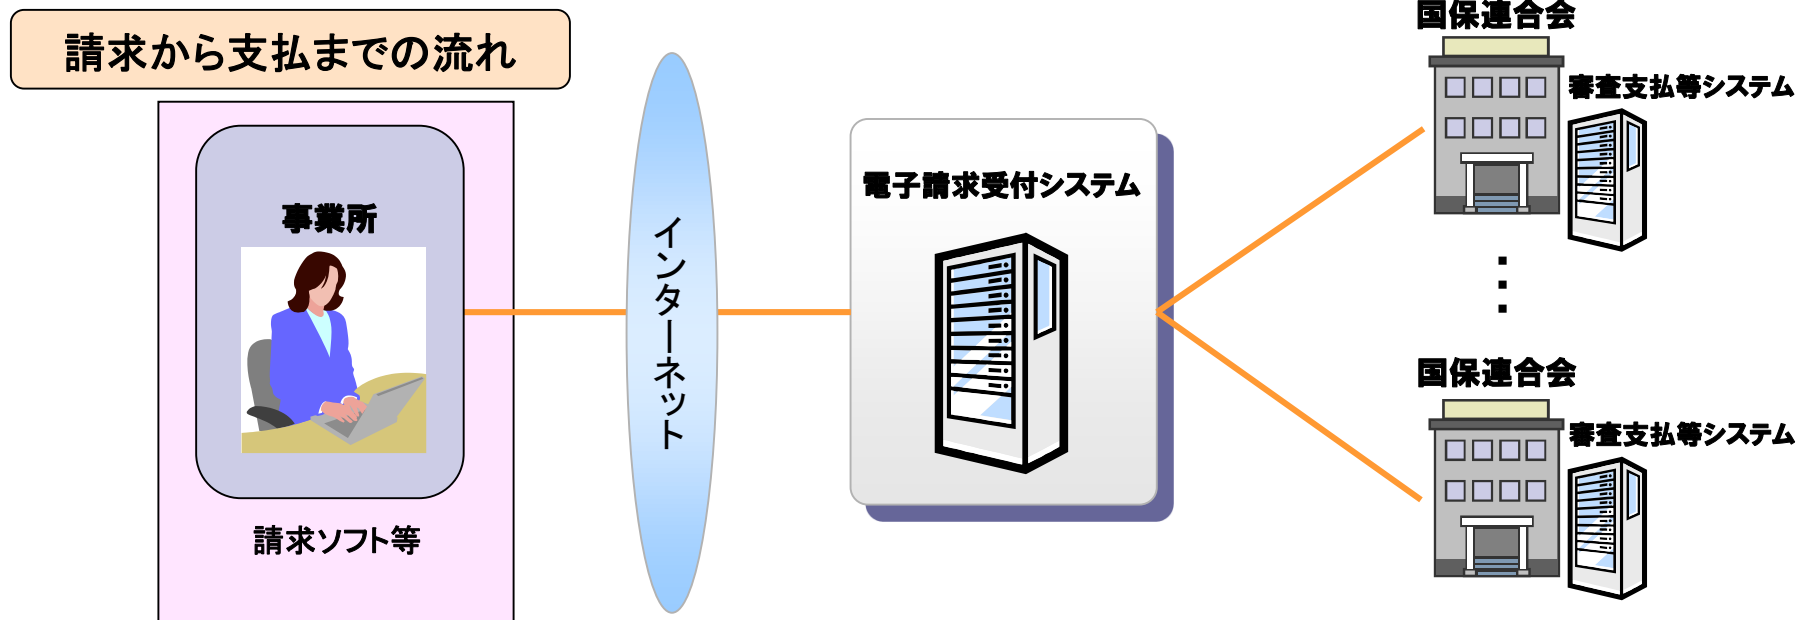 請求から支払までの流れ
事業所
請求ソフト等
インターネット
電子請求受付システム
国保連合会
審査支払等システム
国保連合会
審査支払等システム